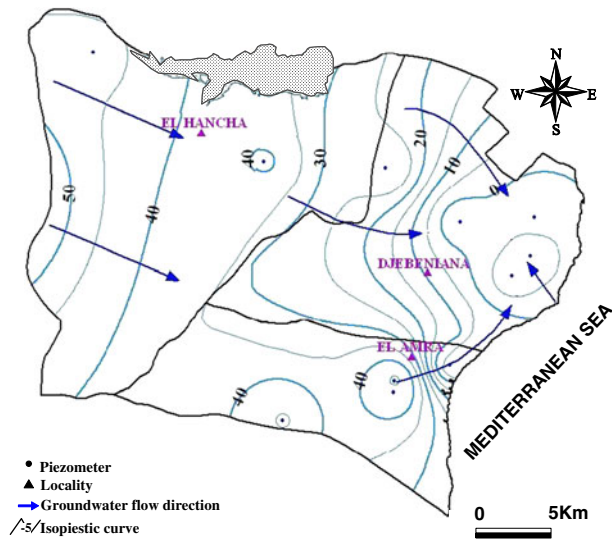 N
W E
S
EL HANCHA
50
40
40
30
20
10
0
DJEBENIANA
EL AMRA
40
40
MEDITERRANEAN SEA
Piezometer
Locality
Groundwater flow direction
-5 Isopiestic curve
0 5Km